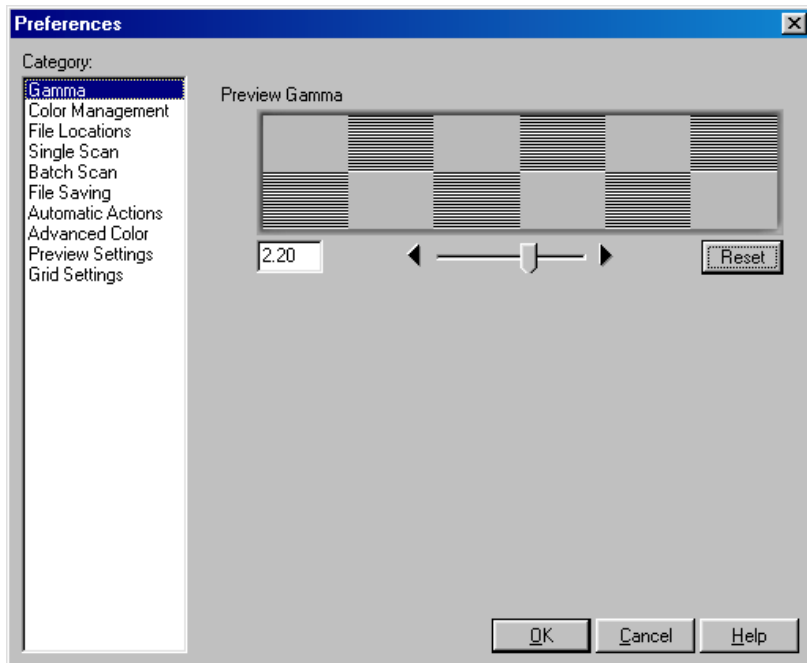 Preferences
Category:
Gamma
Color Management
File Locations
Single Scan
Batch Scan
File Saving
Automatic Actions
Advanced Color
Preview Settings
Grid Settings
Preview Gamma
2.20
Reset
OK
Cancel
Help